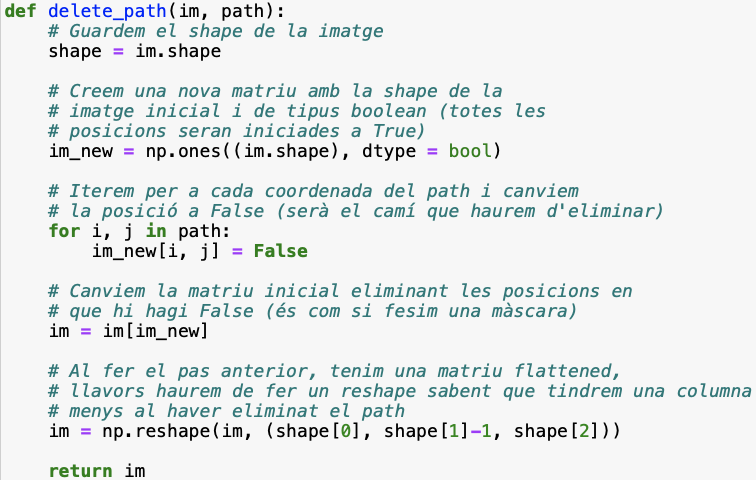 def delete_path(im, path):
    # Guardem el shape de la imatge
    shape = im.shape

    # Creem una nova matriu amb la shape de la
    # imatge inicial i de tipus boolean (totes les
    # posicions seran iniciades a True)
    im_new = np.ones((im.shape), dtype = bool)

    # Iterem per a cada coordenada del path i canviem
    # la posició a False (serà el camí que haurem d'eliminar)
    for i, j in path:
        im_new[i, j] = False

    # Canviem la matriu inicial eliminant les posicions en
    # que hi hagi False (és com si fesim una màscara)
    im = im[im_new]

    # Al fer el pas anterior, tenim una matriu flattened,
    # llavors haurem de fer un reshape sabent que tindrem una columna
    # menys al haver eliminat el path
    im = np.reshape(im, (shape[0], shape[1]-1, shape[2]))

    return im